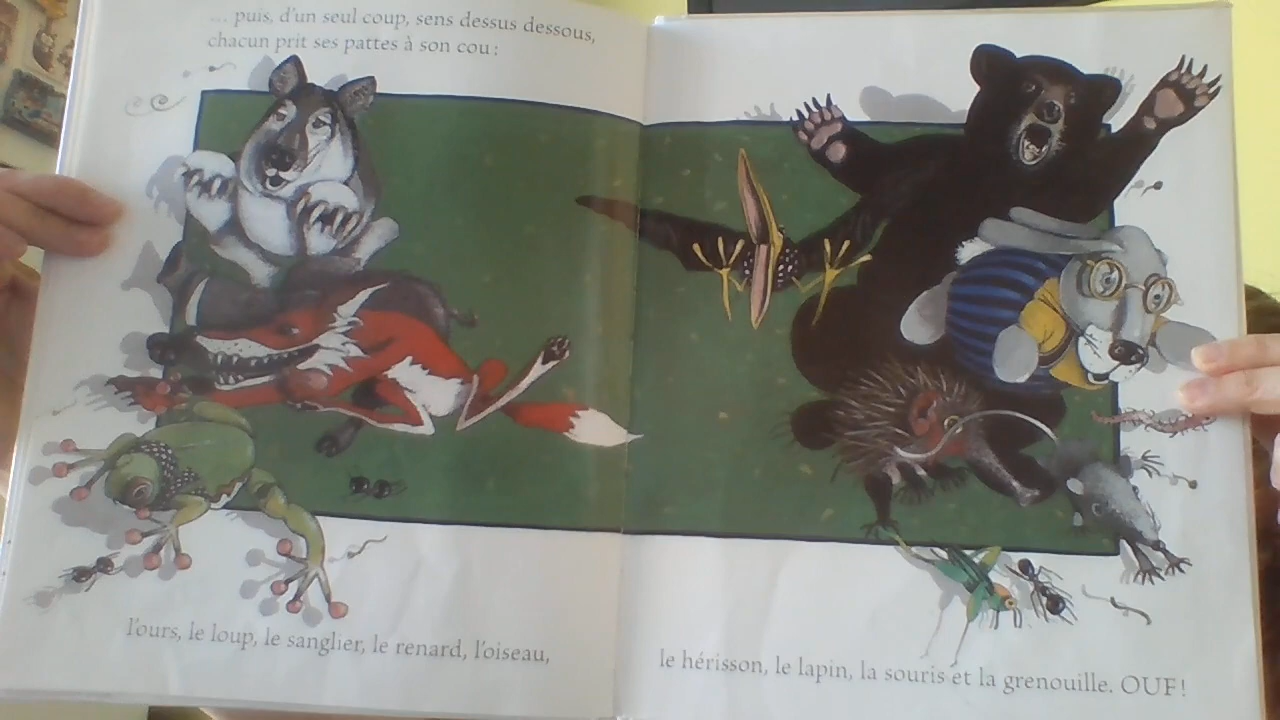 ... puis, d'un seul coup, sens dessus dessous,
chacun prit ses pattes à son cou :
l'ours, le loup, le sanglier, le renard, l'oiseau,
le hérisson, le lapin, la souris et la grenouille. OUF !